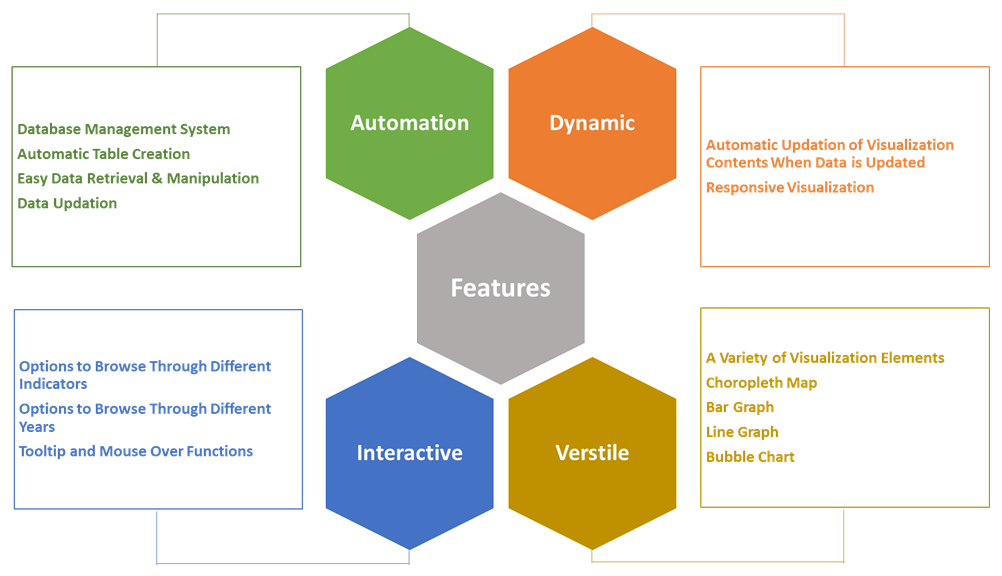 Automation
Dynamic
Database Management System
Automatic Table Creation
Easy Data Retrieval & Manipulation
Data Updation
Automatic Updation of Visualization
Contents When Data is Updated
Responsive Visualization
Features
Options to Browse Through Different
Indicators
Options to Browse Through Different
Years
Tooltip and Mouse Over Functions
Interactive
Verstile
A Variety of Visualization Elements
Choropleth Map
Bar Graph
Line Graph
Bubble Chart